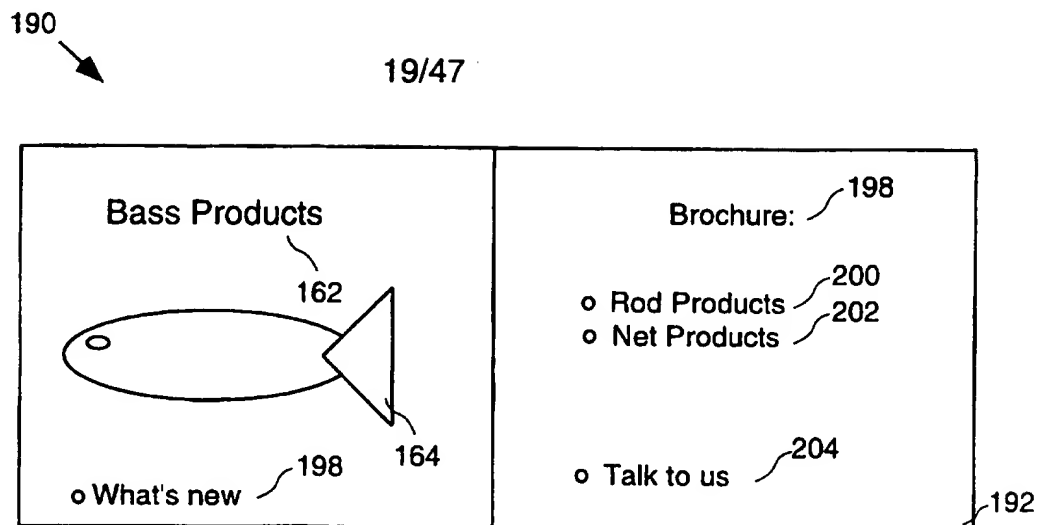 190
19/47
Bass Products
162
164
What's new 198
Brochure: 198
Rod Products 200
Net Products 202
Talk to us 204
192